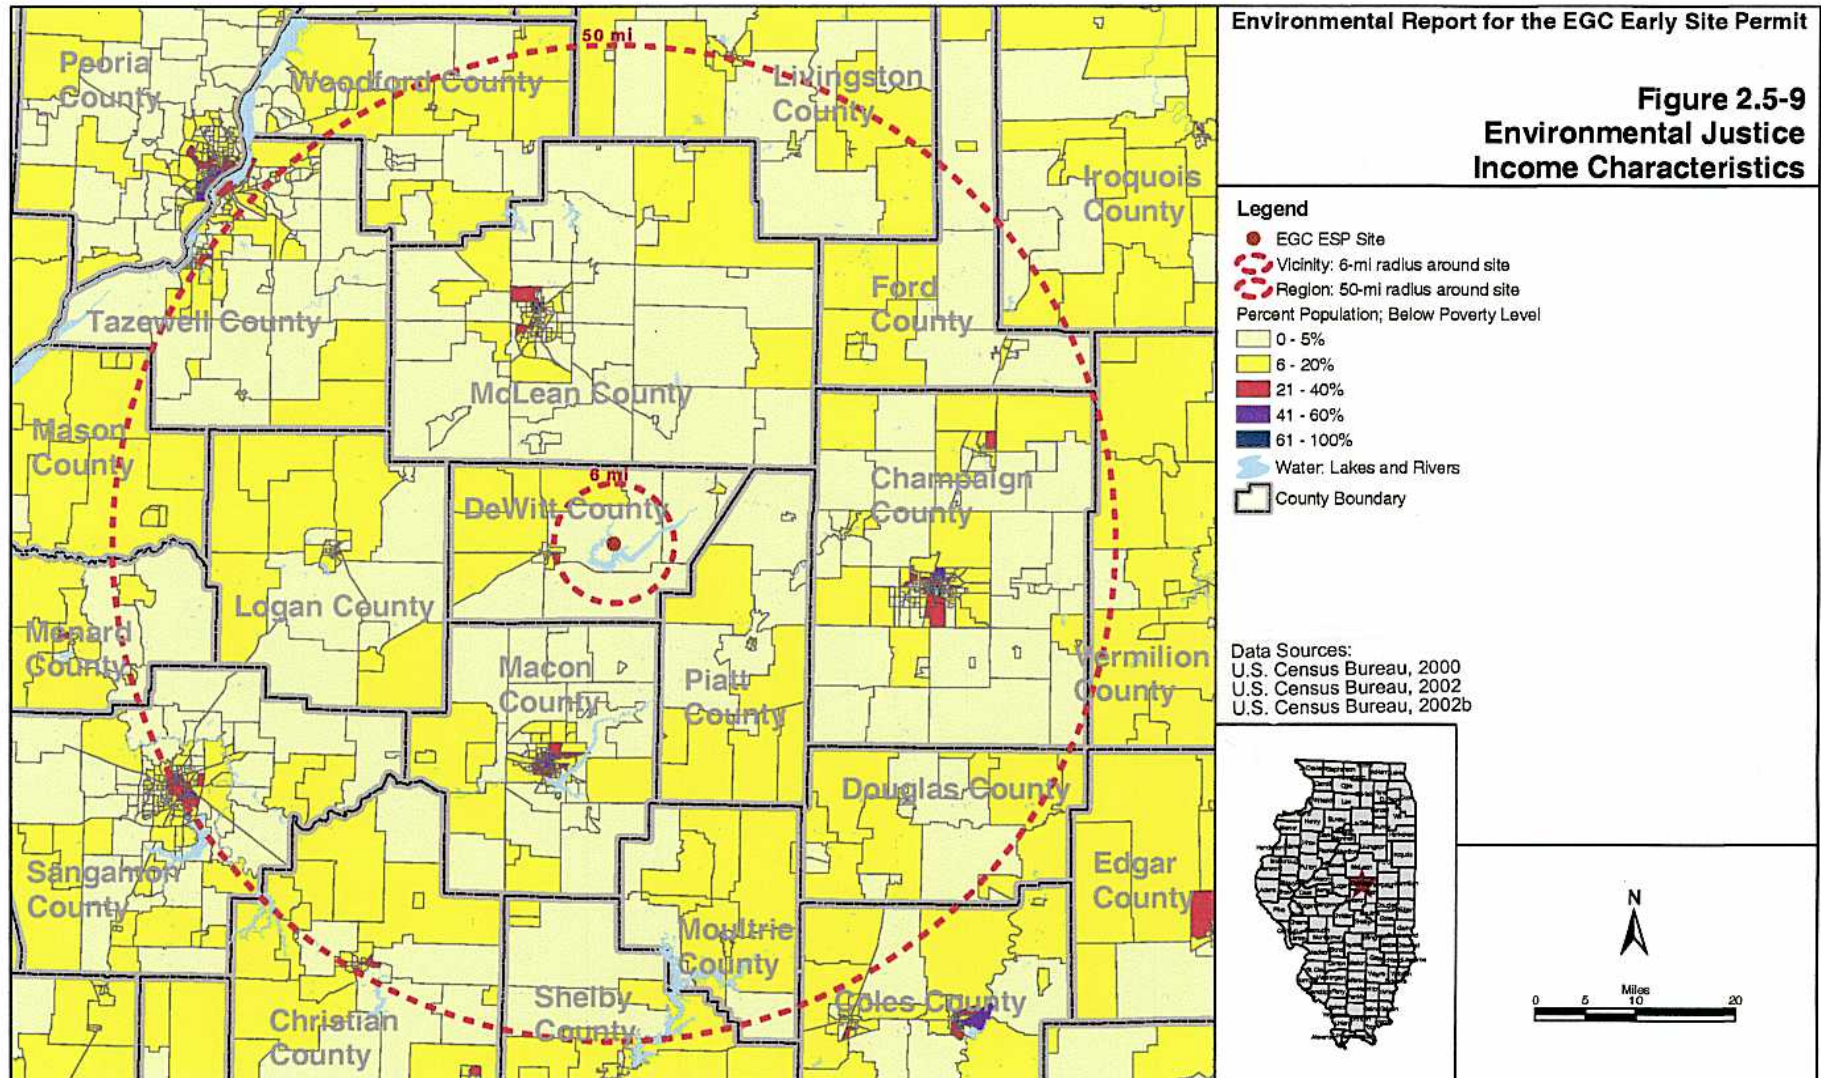 Environmental Report for the EGC Early Site Permit
Figure 2.5-9
Environmental Justice
Income Characteristics
Legend
EGC ESP Site
Vicinity: 6-mi radius around site
Region: 50-mi radius around site
Percent Population; Below Poverty Level
0 - 5%
6 - 20%
21 - 40%
41 - 60%
61 - 100%
Water: Lakes and Rivers
County Boundary
Data Sources:
U.S. Census Bureau, 2000
U.S. Census Bureau, 2002
U.S. Census Bureau, 2002b
N
Miles
0 5 10 20
50 mi
Peoria
County
Woodford County
Livingston
County
Iroquois
County
Tazewell County
Ford
County
McLean County
Mason
County
6 mi
DeWitt County
Champaign
County
Logan County
Menard
County
Macon
County
Piatt
County
Vermilion
County
Douglas County
Sangamon
County
Edgar
County
Moultrie
County
Shelby
County
Coles County
Christian
County